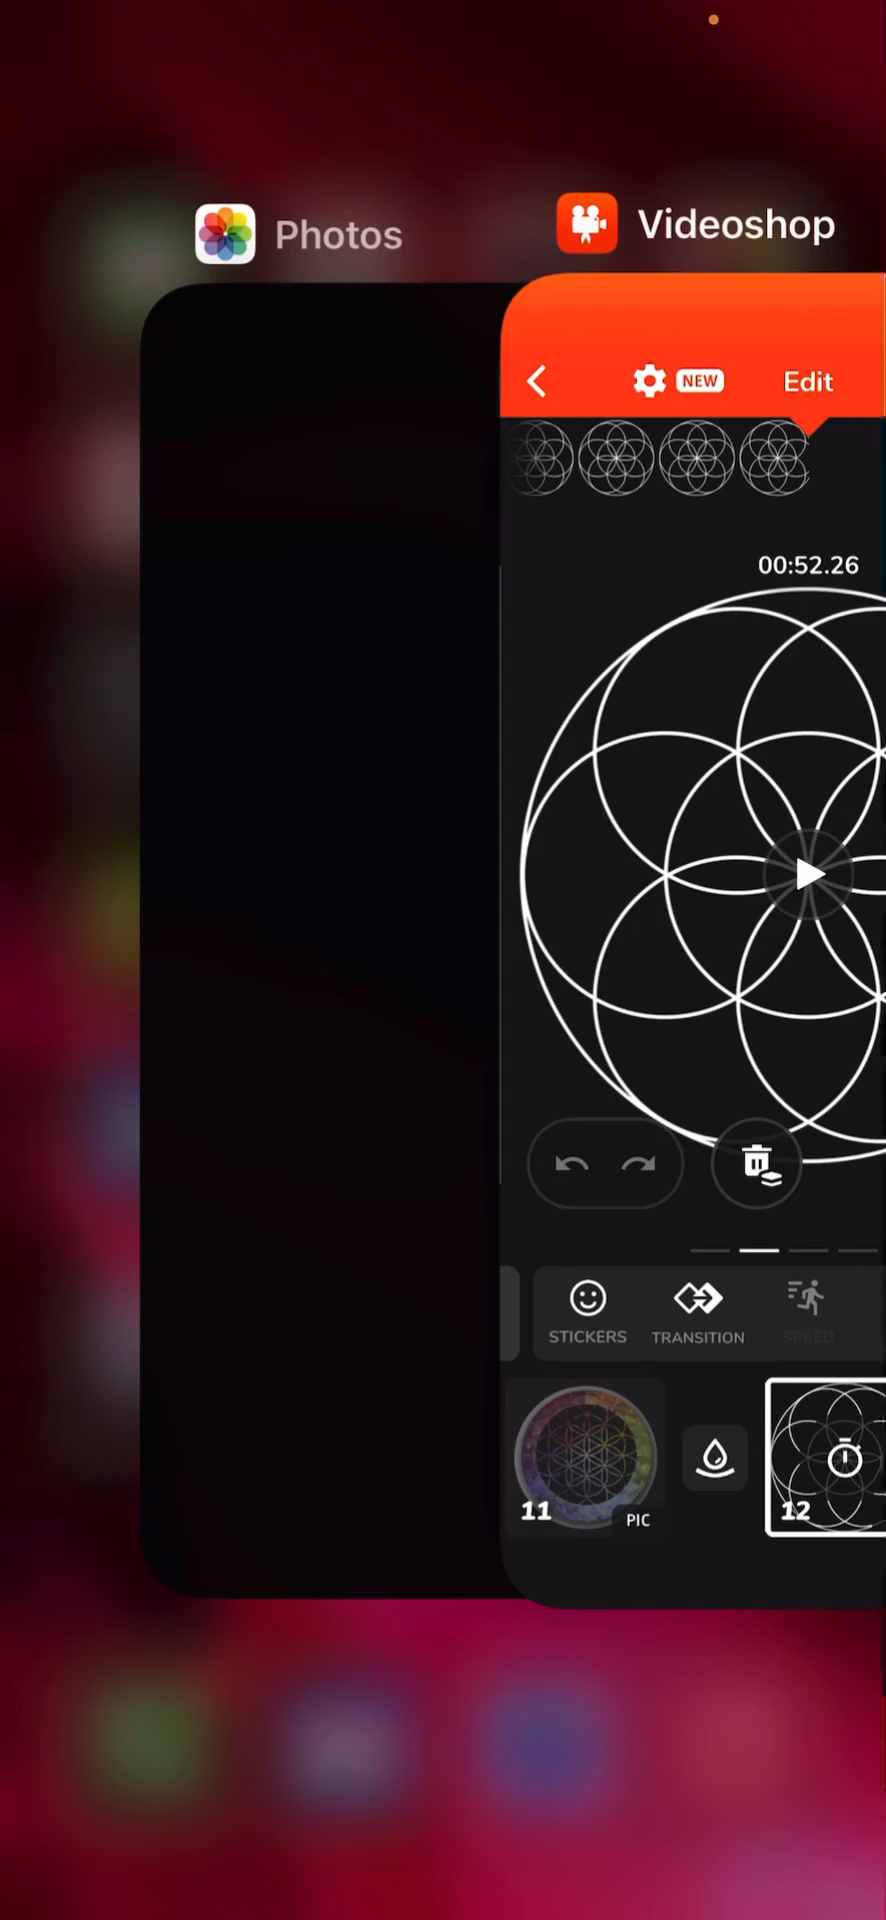 Photos
Videoshop
NEW
Edit
00:52.26
STICKERS
TRANSITION
SPEED
11
PIC
12